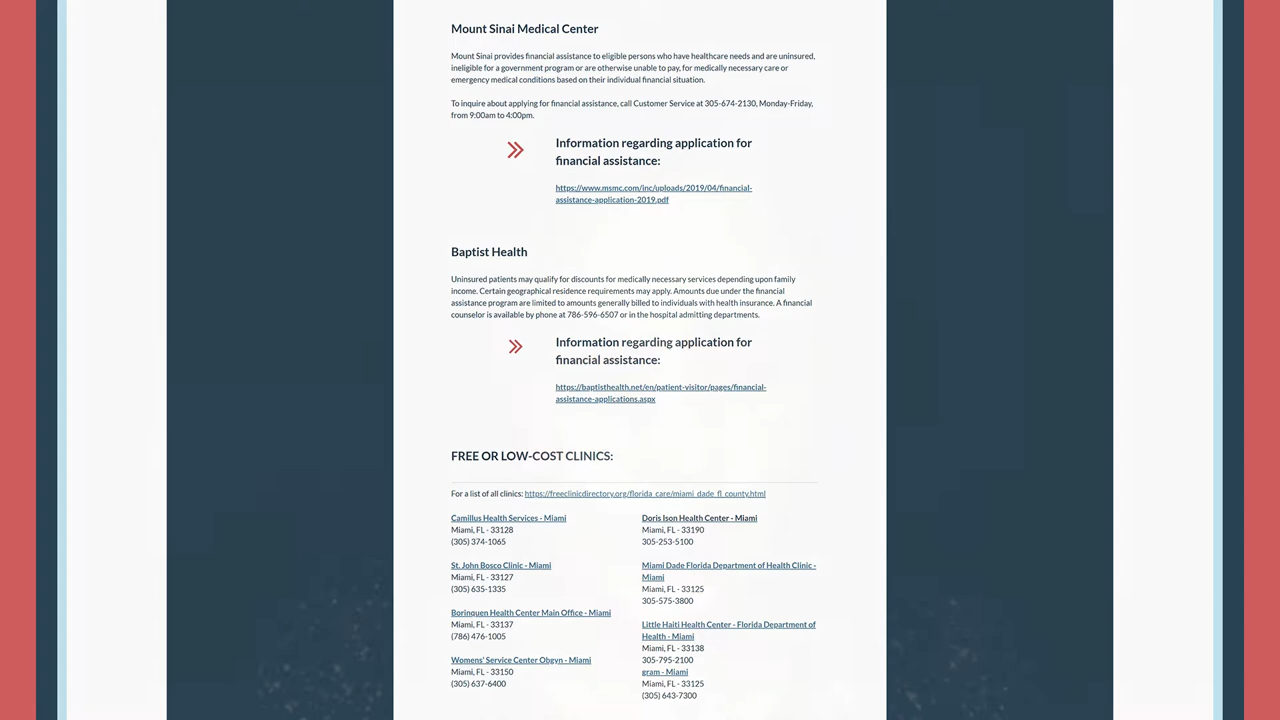 Mount Sinai Medical Center
Mount Sinai provides financial assistance to eligible persons who have healthcare needs and are uninsured,
ineligible for a government program or are otherwise unable to pay, for medically necessary care or
emergency medical conditions based on their individual financial situation.
To inquire about applying for financial assistance, call Customer Service at 305-674-2130, Monday-Friday,
from 9:00am to 4:00pm.
Information regarding application for
financial assistance:
https://www.msmc.com/inc/uploads/2019/04/financial-
assistance-application-2019.pdf
Baptist Health
Uninsured patients may qualify for discounts for medically necessary services depending upon family
income. Certain geographical residence requirements may apply. Amounts due under the financial
assistance program are limited to amounts generally billed to individuals with health insurance. A financial
counselor is available by phone at 786-596-6507 or in the hospital admitting departments.
Information regarding application for
financial assistance:
https://baptisthealth.net/en/patient-visitor/pages/financial-
assistance-applications.aspx
FREE OR LOW-COST CLINICS:
For a list of all clinics: https://freeclinicdirectory.org/florida_care/miami_dade_fl_county.html
Camillus Health Services - Miami
Miami, FL - 33128
(305) 374-1065
St. John Bosco Clinic - Miami
Miami, FL - 33127
(305) 635-1335
Borinquen Health Center Main Office - Miami
Miami, FL - 33137
(786) 476-1005
Womens' Service Center Obgyn - Miami
Miami, FL - 33150
(305) 637-6400
Doris Ison Health Center - Miami
Miami, FL - 33190
305-253-5100
Miami Dade Florida Department of Health Clinic -
Miami
Miami, FL - 33125
305-575-3800
Little Haiti Health Center - Florida Department of
Health - Miami
Miami, FL - 33138
305-795-2100
gram - Miami
Miami, FL - 33125
(305) 643-7300